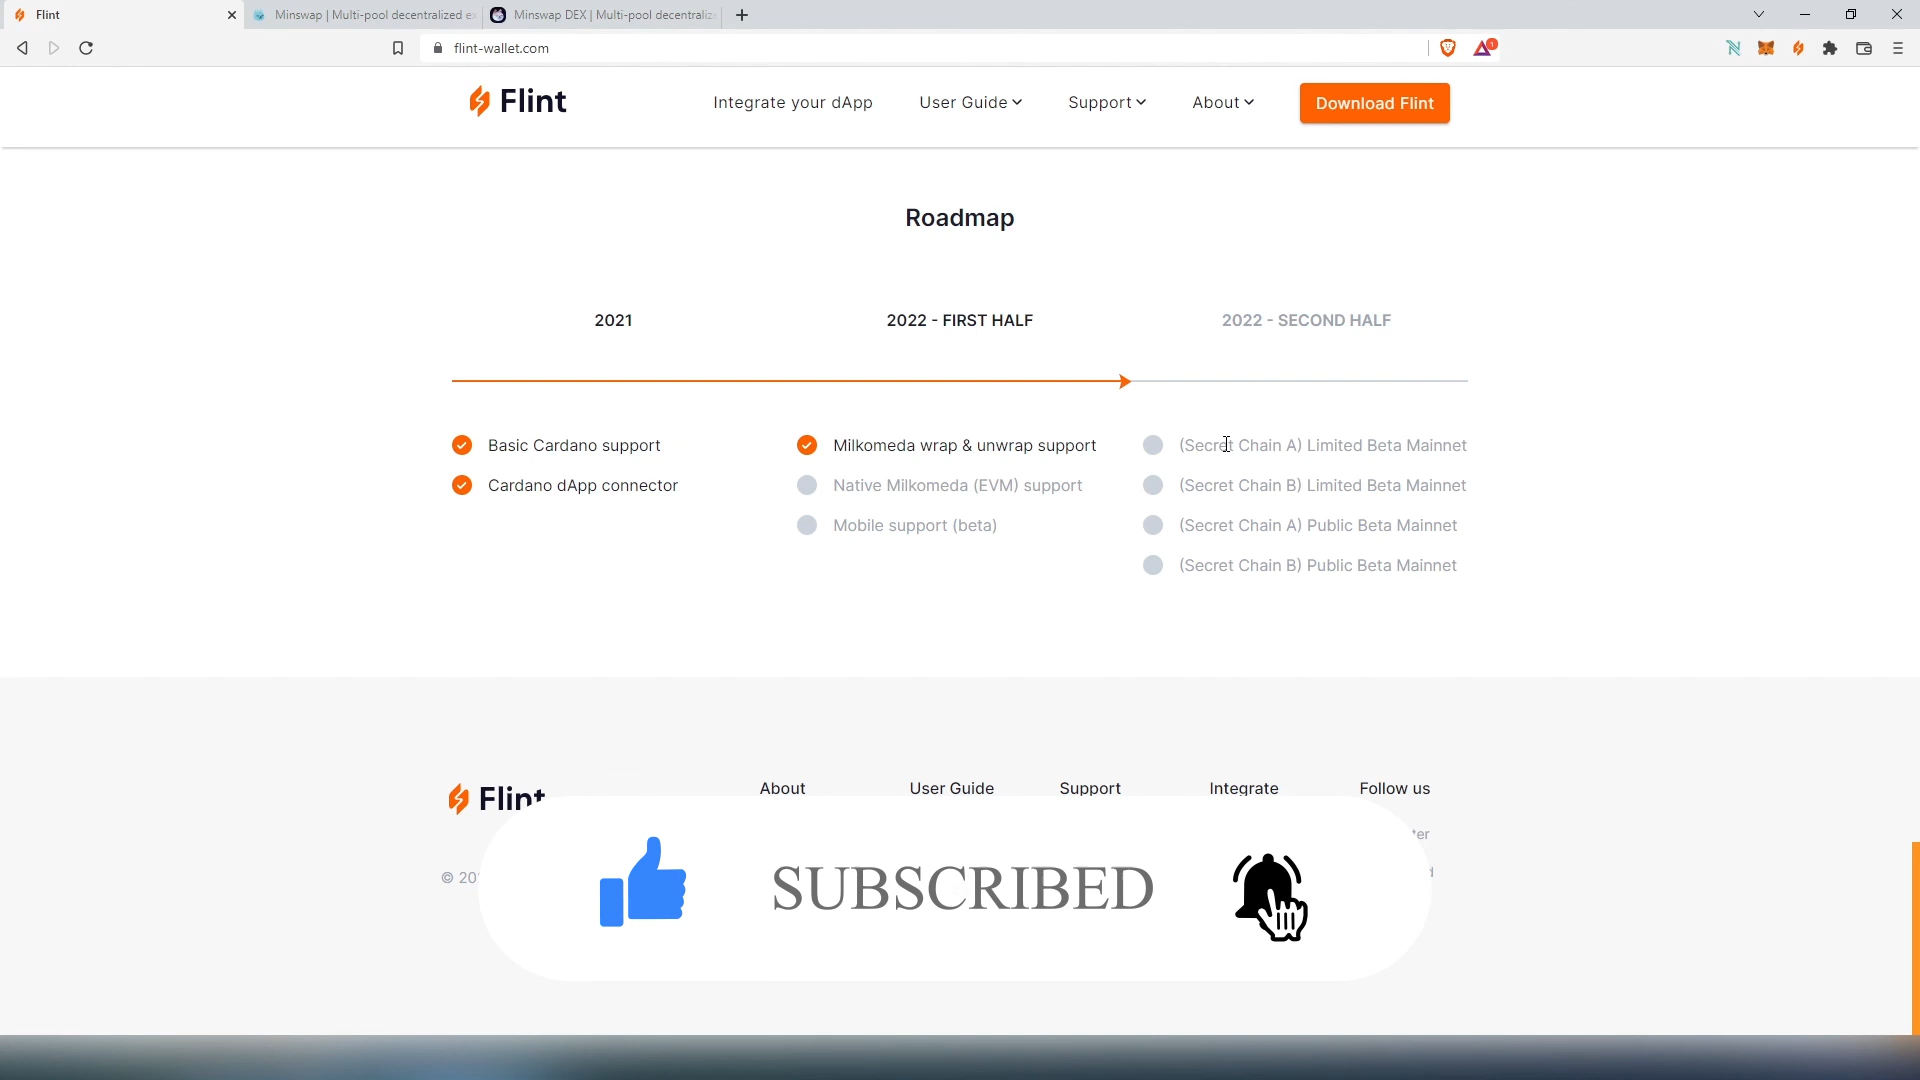 Flint
Minswap | Multi-pool decentralized e
Minswap DEX | Multi-pool decentraliz
flint-wallet.com
1
Flint
Integrate your dApp
User Guide
Support
About
Download Flint
Roadmap
2021
2022 - FIRST HALF
2022 - SECOND HALF
Basic Cardano support
Milkomeda wrap & unwrap support
(Secret Chain A) Limited Beta Mainnet
Cardano dApp connector
Native Milkomeda (EVM) support
(Secret Chain B) Limited Beta Mainnet
Mobile support (beta)
(Secret Chain A) Public Beta Mainnet
(Secret Chain B) Public Beta Mainnet
Flint
About
User Guide
Support
Integrate
Follow us
ter
© 20
d
SUBSCRIBED